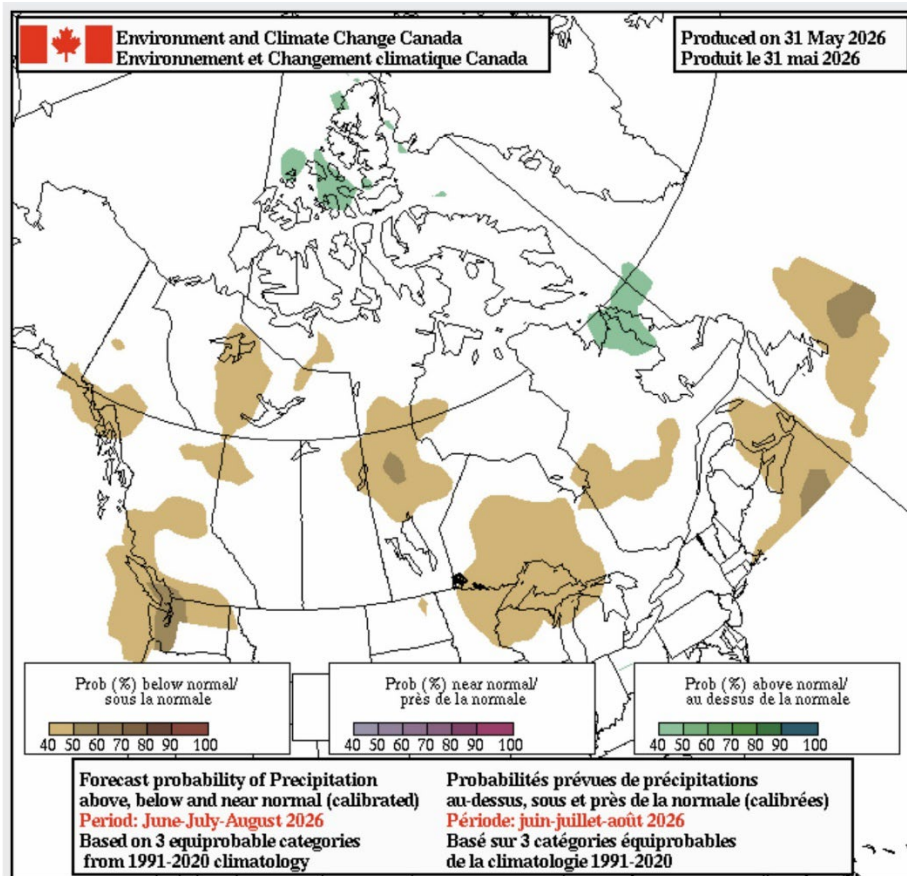 Environment and Climate Change Canada
Environnement et Changement climatique Canada
Produced on 31 May 2026
Produit le 31 mai 2026
Prob (%) below normal/
sous la normale
40 50 60 70 80 90 100
Prob (%) near normal/
près de la normale
40 50 60 70 80 90 100
Prob (%) above normal/
au dessus de la normale
40 50 60 70 80 90 100
Forecast probability of Precipitation
above, below and near normal (calibrated)
Period: June-July-August 2026
Based on 3 equiprobable categories
from 1991-2020 climatology
Probabilités prévues de précipitations
au-dessus, sous et près de la normale (calibrées)
Période: juin-juillet-août 2026
Basé sur 3 catégories équiprobables
de la climatologie 1991-2020